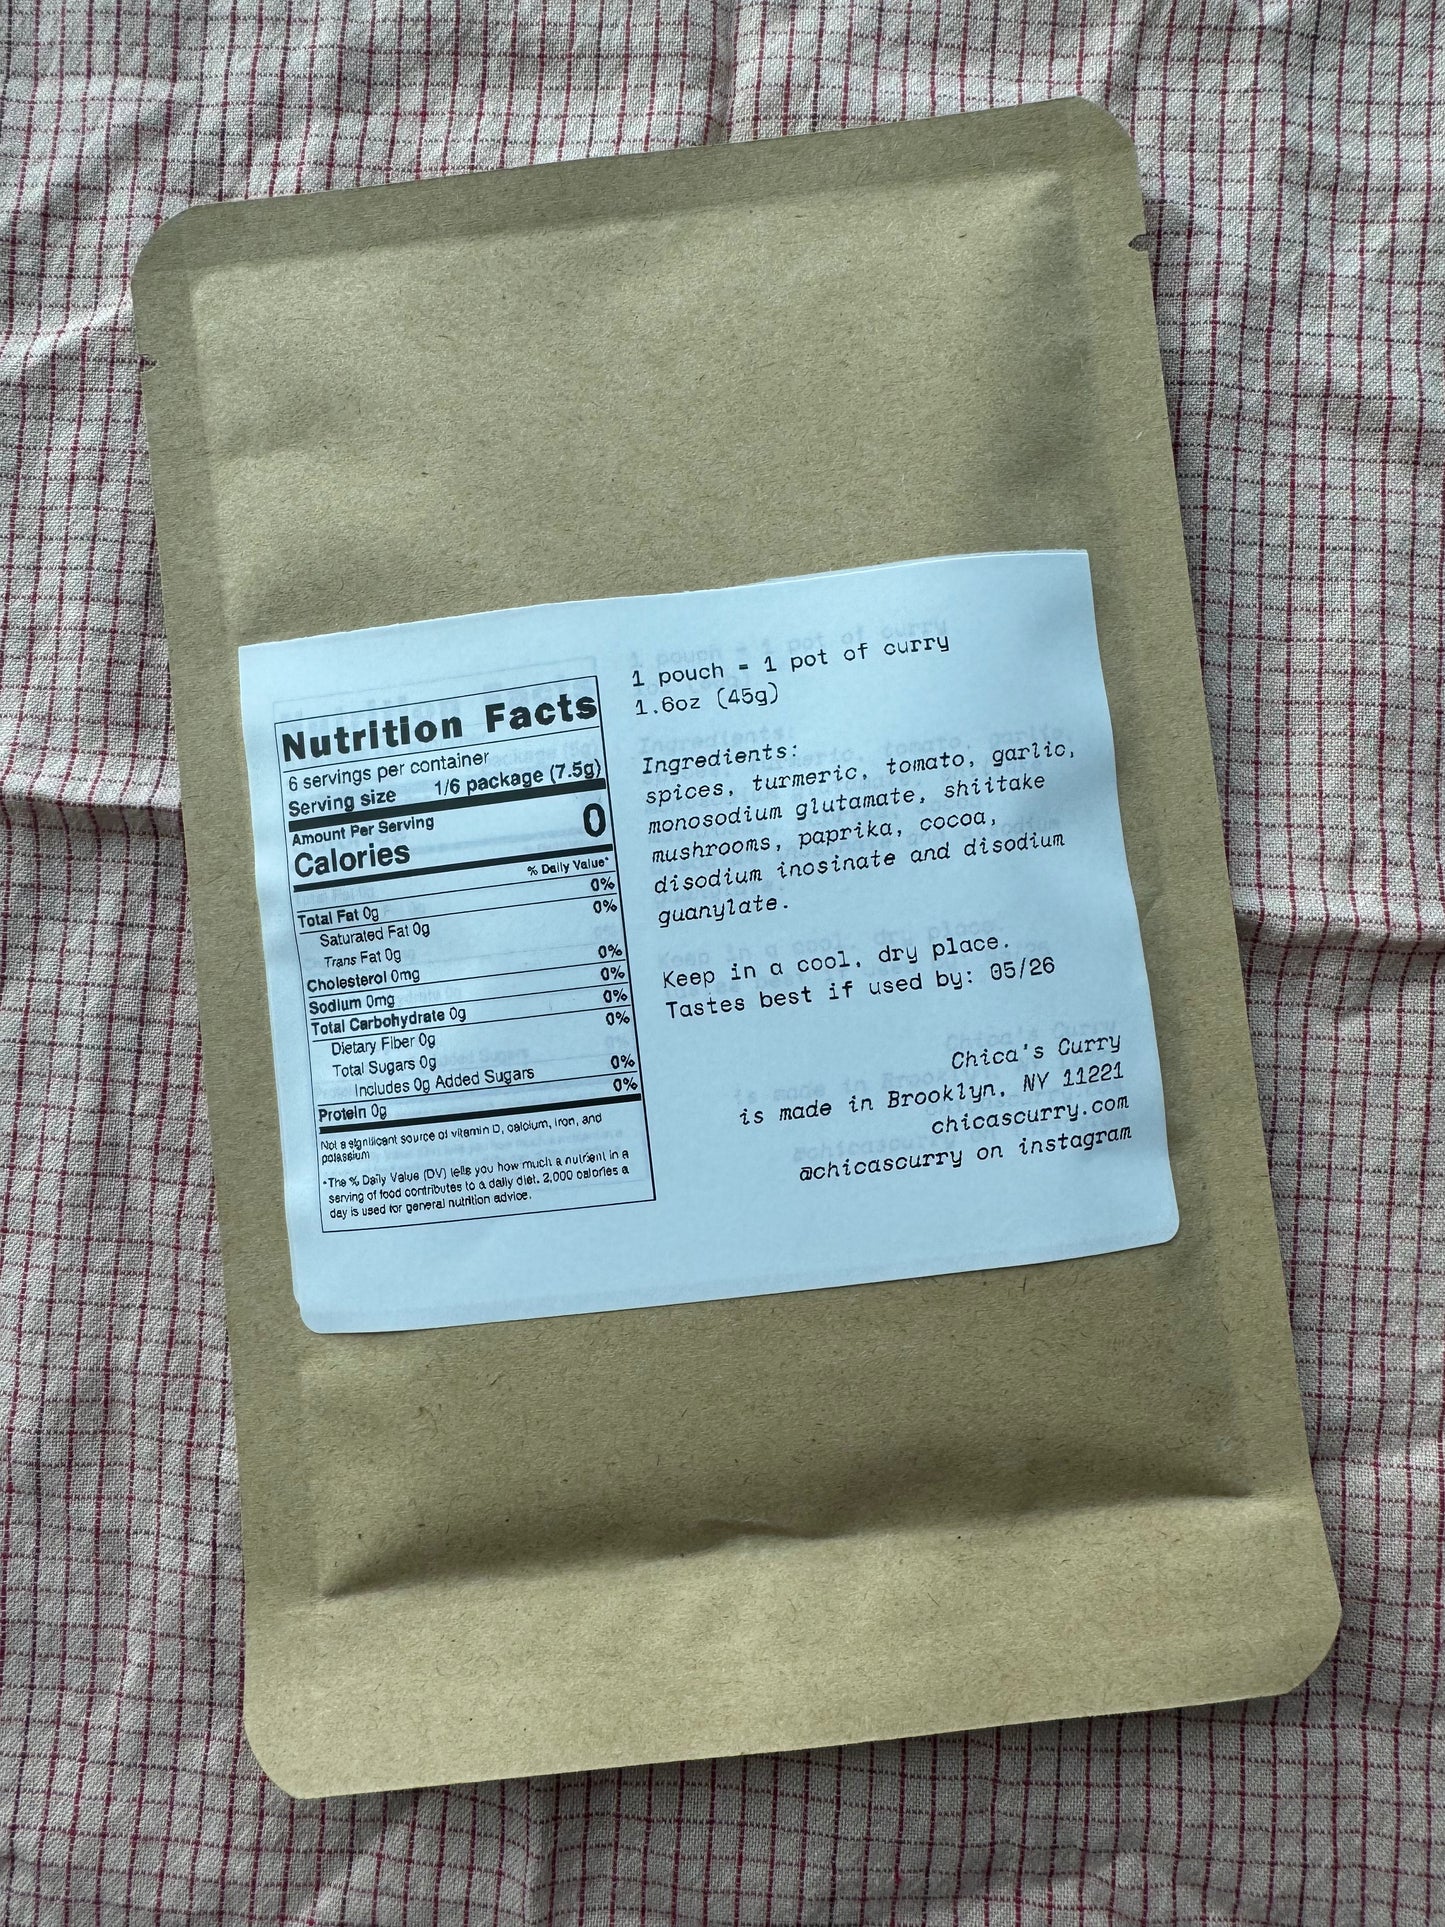 Nutrition Facts
6 servings per container
Serving size 1/6 package (7.5g)
Amount Per Serving
Calories 0
% Daily Value*
Total Fat 0g 0%
Saturated Fat 0g 0%
Trans Fat 0g
Cholesterol 0mg 0%
Sodium 0mg 0%
Total Carbohydrate 0g 0%
Dietary Fiber 0g 0%
Total Sugars 0g
Includes 0g Added Sugars 0%
Protein 0g 0%
Not a significant source of vitamin D, calcium, iron, and
potassium
*The % Daily Value (DV) tells you how much a nutrient in a
serving of food contributes to a daily diet. 2,000 calories a
day is used for general nutrition advice.
1 pouch = 1 pot of curry
1.6oz (45g)
Ingredients:
spices, turmeric, tomato, garlic,
monosodium glutamate, shiitake
mushrooms, paprika, cocoa,
disodium inosinate and disodium
guanylate.
Keep in a cool, dry place.
Tastes best if used by: 05/26
Chica's Curry
is made in Brooklyn, NY 11221
chicascurry.com
@chicascurry on instagram